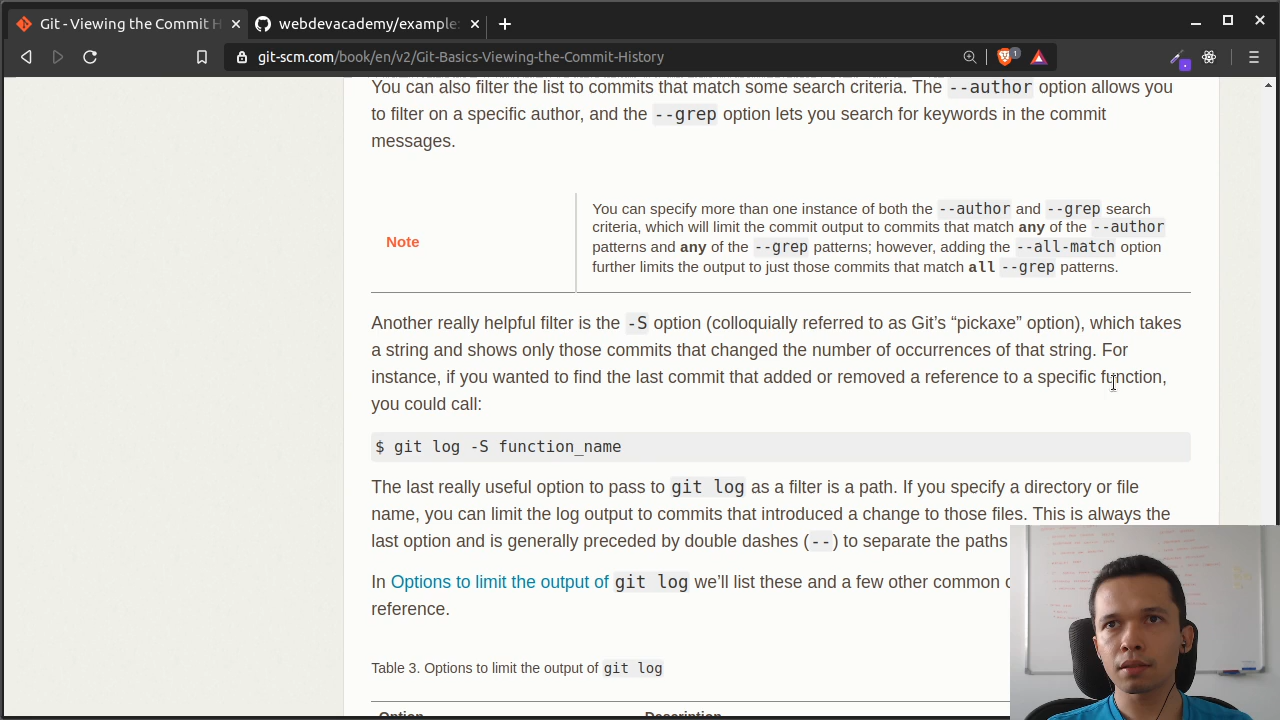 Git - Viewing the Commit H
webdevacademy/example
git-scm.com/book/en/v2/Git-Basics-Viewing-the-Commit-History
1
You can also filter the list to commits that match some search criteria. The --author option allows you
to filter on a specific author, and the --grep option lets you search for keywords in the commit
messages.
Note
You can specify more than one instance of both the --author and --grep search
criteria, which will limit the commit output to commits that match any of the --author
patterns and any of the --grep patterns; however, adding the --all-match option
further limits the output to just those commits that match all --grep patterns.
Another really helpful filter is the -S option (colloquially referred to as Git’s “pickaxe” option), which takes
a string and shows only those commits that changed the number of occurrences of that string. For
instance, if you wanted to find the last commit that added or removed a reference to a specific function,
you could call:
$ git log -S function_name
The last really useful option to pass to git log as a filter is a path. If you specify a directory or file
name, you can limit the log output to commits that introduced a change to those files. This is always the
last option and is generally preceded by double dashes (--) to separate the paths
In Options to limit the output of git log we’ll list these and a few other common
reference.
Table 3. Options to limit the output of git log
Option Description